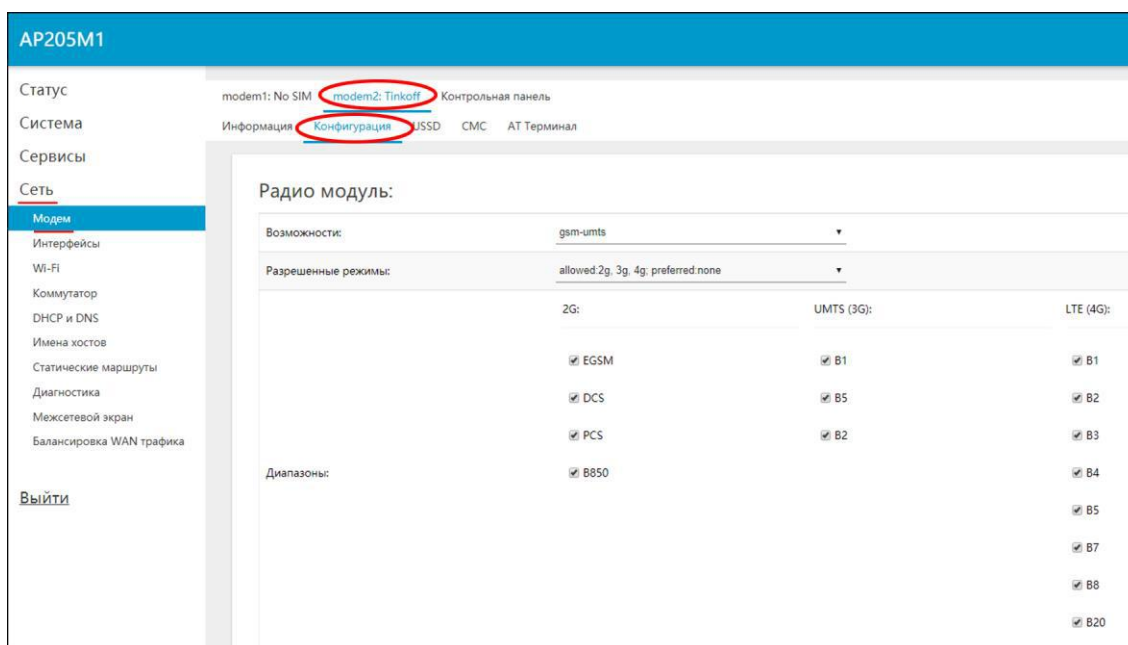 AP205M1
Статус
Система
Сервисы
Сеть
Модем
Интерфейсы
Wi-Fi
Коммутатор
DHCP и DNS
Имена хостов
Статические маршруты
Диагностика
Межсетевой экран
Балансировка WAN трафика
Выйти
modem1: No SIM modem2: Tinkoff Контрольная панель
Информация Конфигурация USSD СМС АТ Терминал
Радио модуль:
Возможности: gsm-umts
Разрешенные режимы: allowed:2g, 3g, 4g; preferred:none
2G: UMTS (3G): LTE (4G):
EGSM B1 B1
DCS B5 B2
PCS B2 B3
Диапазоны: B850 B4
B5
B7
B8
B20